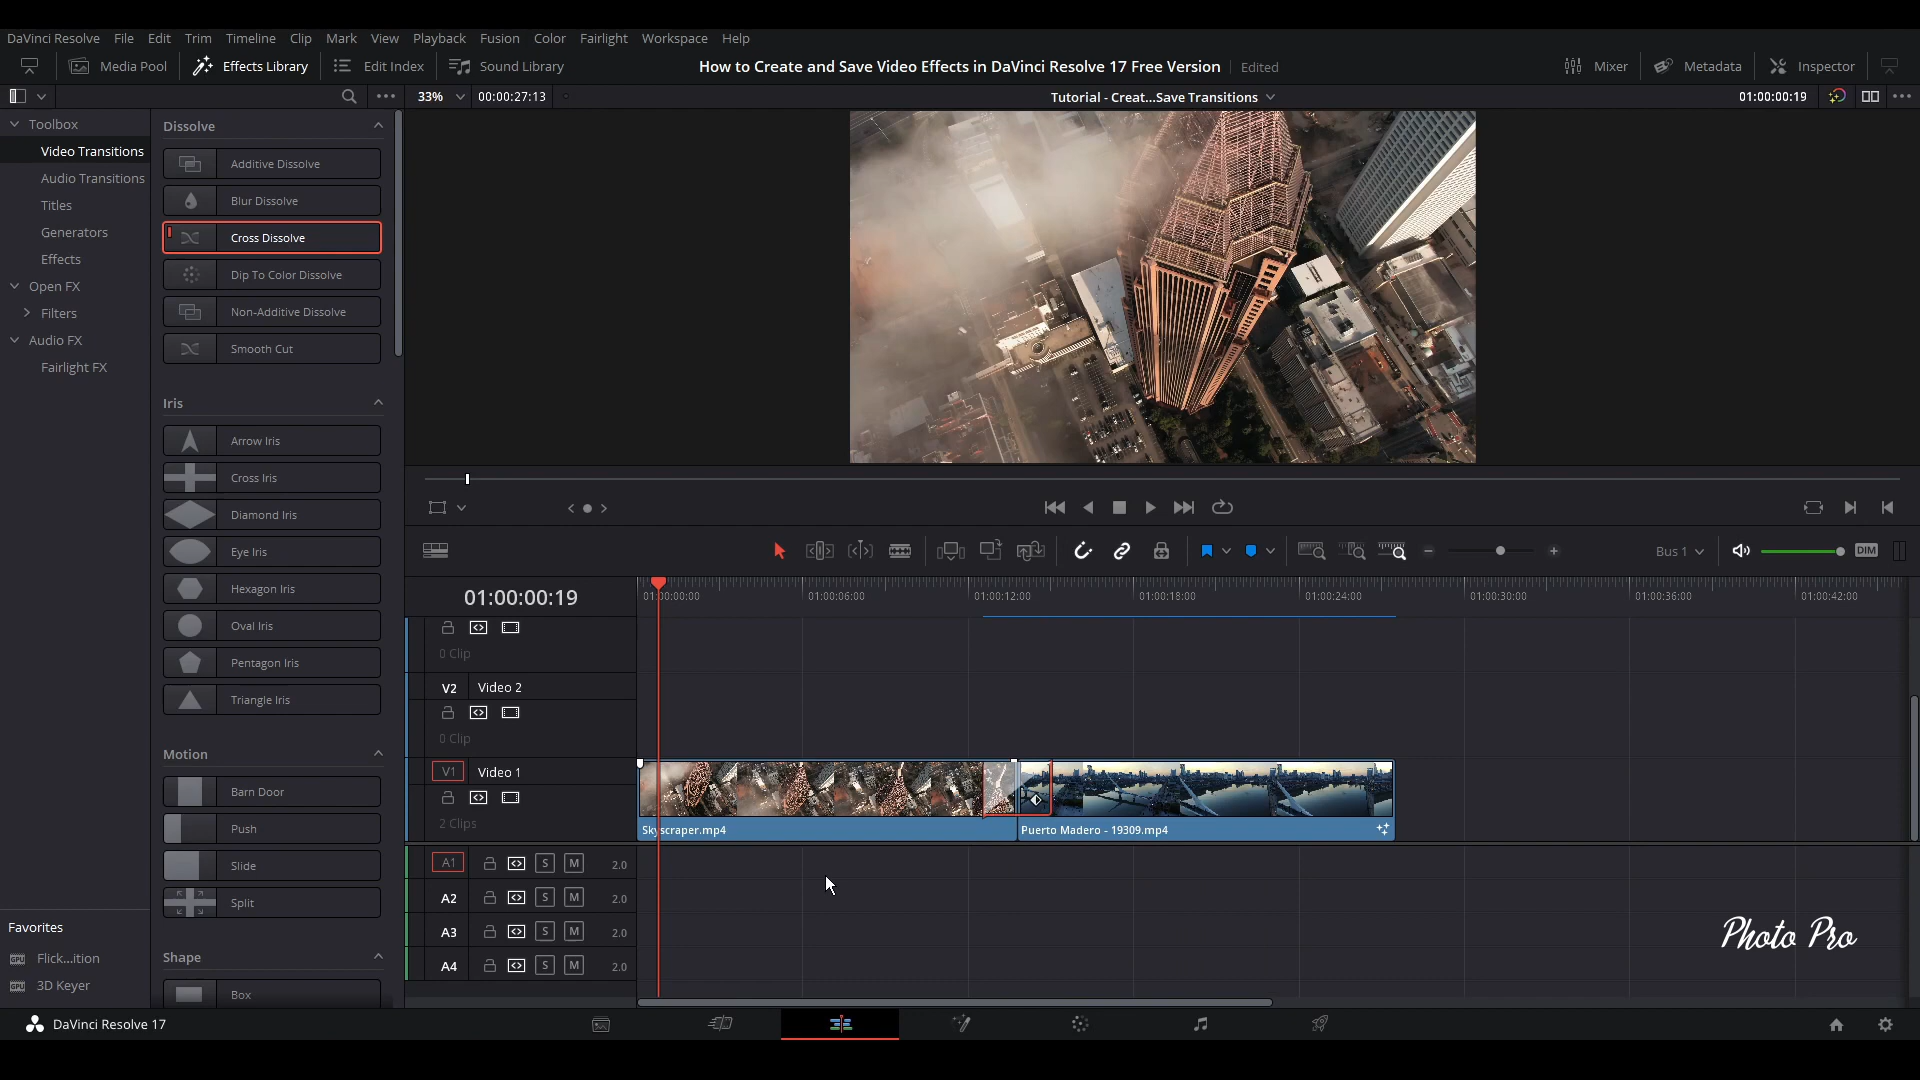 DaVinci Resolve File Edit Trim Timeline Clip Mark View Playback Fusion Color Fairlight Workspace Help
Media Pool Effects Library Edit Index Sound Library How to Create and Save Video Effects in DaVinci Resolve 17 Free Version Edited Mixer Metadata Inspector
33% 00:00:27:13 Tutorial - Creat...Save Transitions 01:00:00:19
Toolbox
Video Transitions
Audio Transitions
Titles
Generators
Effects
Open FX
Filters
Audio FX
Fairlight FX
Favorites
Flick...ition
3D Keyer
Dissolve
Additive Dissolve
Blur Dissolve
Cross Dissolve
Dip To Color Dissolve
Non-Additive Dissolve
Smooth Cut
Iris
Arrow Iris
Cross Iris
Diamond Iris
Eye Iris
Hexagon Iris
Oval Iris
Pentagon Iris
Triangle Iris
Motion
Barn Door
Push
Slide
Split
Shape
Box
Bus 1 DIM
01:00:00:19 01:00:00:00 01:00:06:00 01:00:12:00 01:00:18:00 01:00:24:00 01:00:30:00 01:00:36:00 01:00:42:00
0 Clip
V2 Video 2
0 Clip
V1 Video 1
2 Clips
Skyscraper.mp4 Puerto Madero - 19309.mp4
A1 S M 2.0
A2 S M 2.0
A3 S M 2.0
A4 S M 2.0
Photo Pro
DaVinci Resolve 17